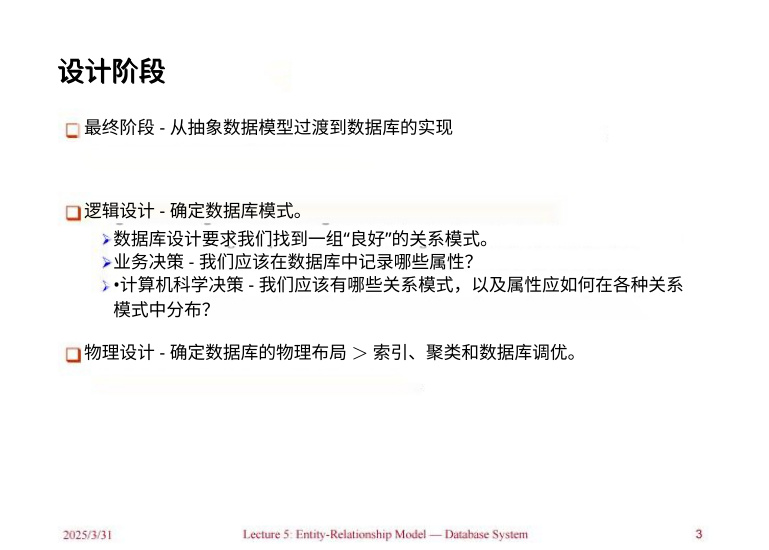 设计阶段
最终阶段 - 从抽象数据模型过渡到数据库的实现
逻辑设计 - 确定数据库模式。
数据库设计要求我们找到一组“良好”的关系模式。
业务决策 - 我们应该在数据库中记录哪些属性？
•计算机科学决策 - 我们应该有哪些关系模式，以及属性应如何在各种关系
模式中分布？
物理设计 - 确定数据库的物理布局 ＞ 索引、聚类和数据库调优。
2025/3/31 Lecture 5: Entity-Relationship Model — Database System 3